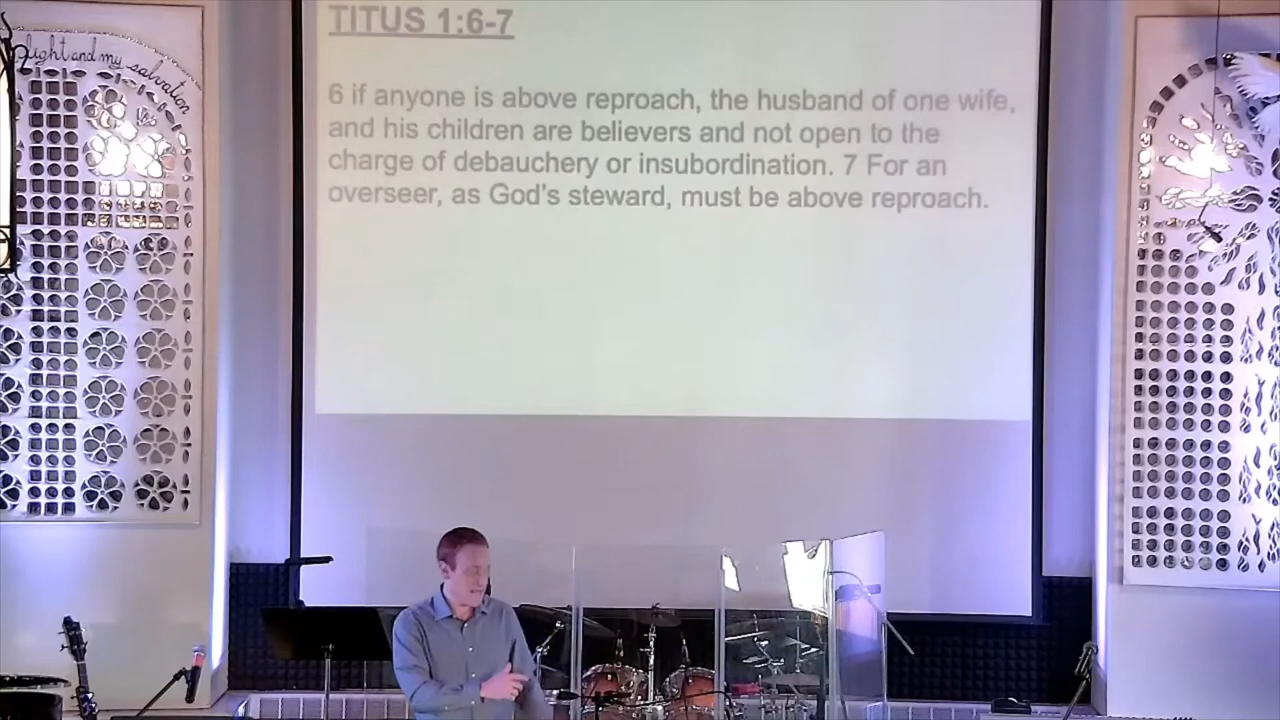 light and my salvation
TITUS 1:6-7
6 if anyone is above reproach, the husband of one wife,
and his children are believers and not open to the
charge of debauchery or insubordination. 7 For an
overseer, as God's steward, must be above reproach.